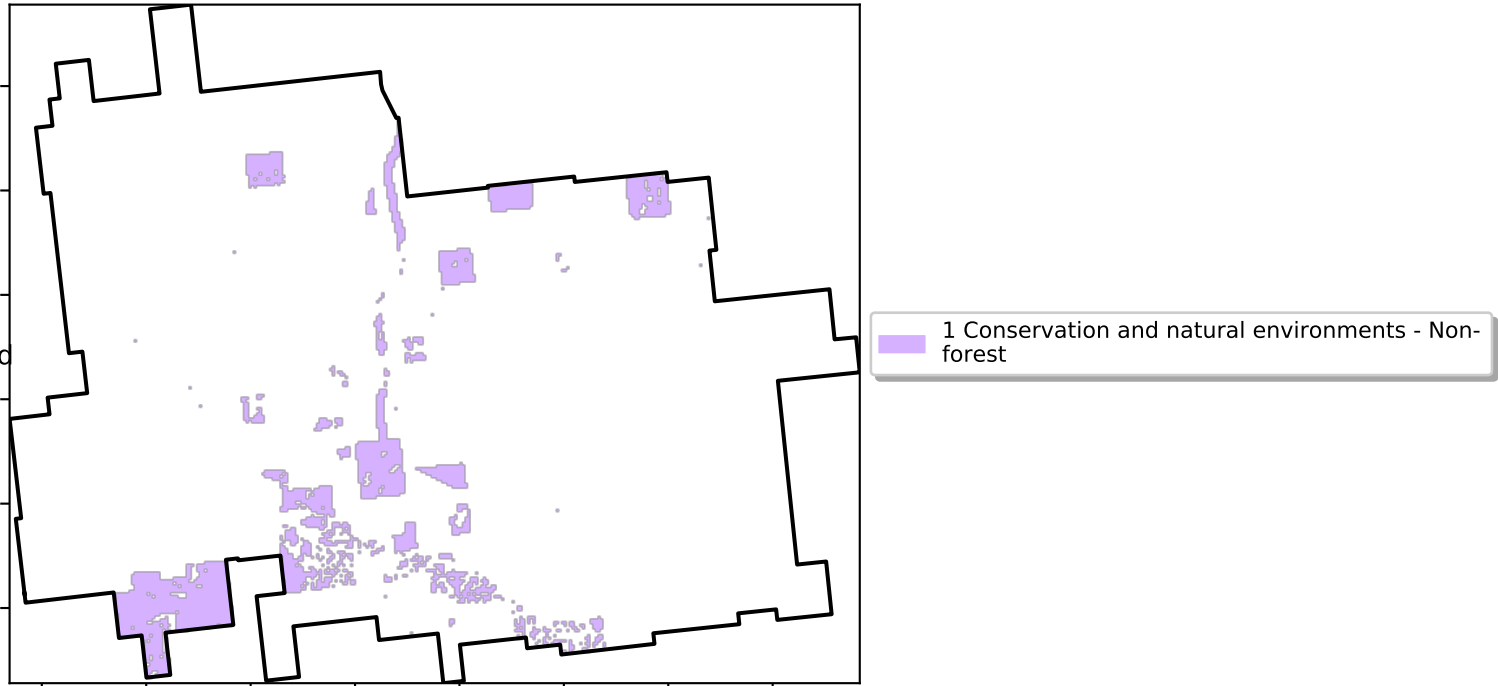 d
1 Conservation and natural environments - Non-
forest